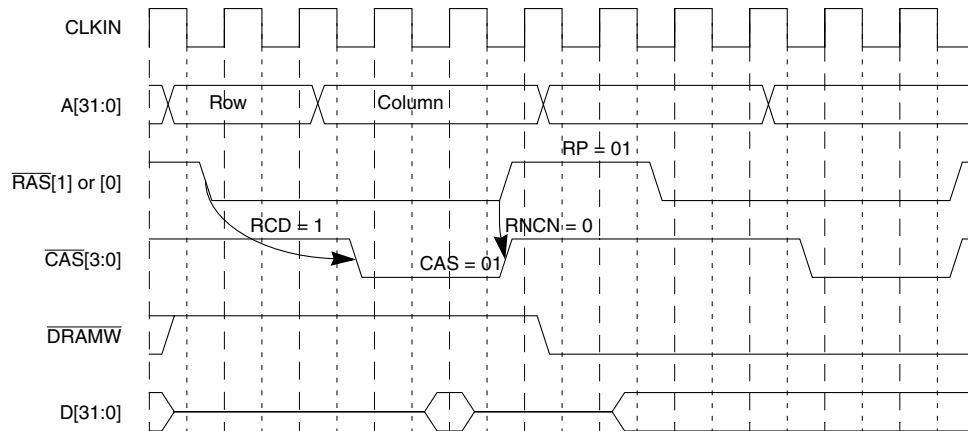 CLKIN
A[31:0]
Row
Column
RP = 01
RAS[1] or [0]
RCD = 1
RNCN = 0
CAS[3:0]
CAS = 01
DRAMW
D[31:0]